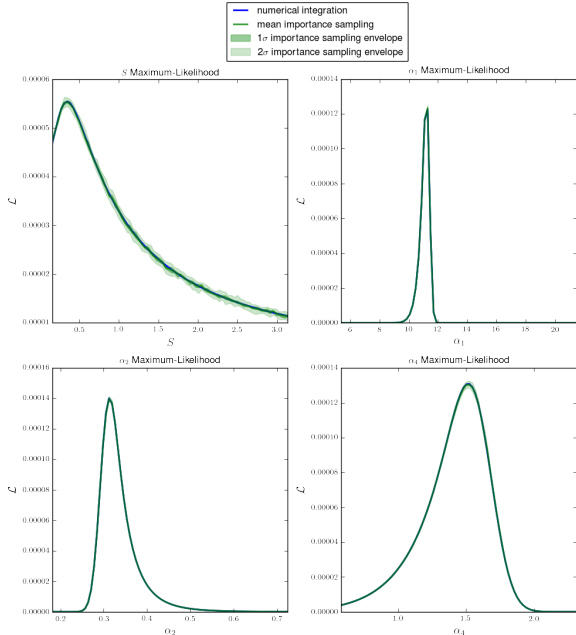 numerical integration
mean importance sampling
1σ importance sampling envelope
2σ importance sampling envelope
S Maximum-Likelihood
0.00006
0.00005
0.00004
0.00003
0.00002
0.00001
ℒ
0.5 1.0 1.5 2.0 2.5 3.0
S
α₁ Maximum-Likelihood
0.00014
0.00012
0.00010
0.00008
0.00006
0.00004
0.00002
0.00000
ℒ
6 8 10 12 14 16 18 20
α₁
α₂ Maximum-Likelihood
0.00016
0.00014
0.00012
0.00010
0.00008
0.00006
0.00004
0.00002
0.00000
ℒ
0.2 0.3 0.4 0.5 0.6 0.7
α₂
α₄ Maximum-Likelihood
0.00014
0.00012
0.00010
0.00008
0.00006
0.00004
0.00002
0.00000
ℒ
1.0 1.5 2.0
α₄